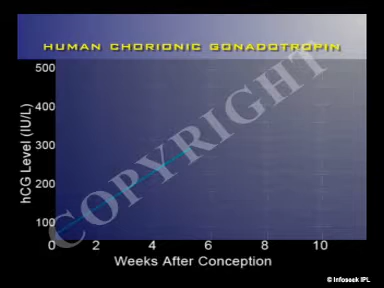 HUMAN CHORIONIC GONADOTROPIN
500
400
300
200
100
hCG Level (IU/L)
0 2 4 6 8 10
Weeks After Conception
COPYRIGHT
© Infoseek IPL